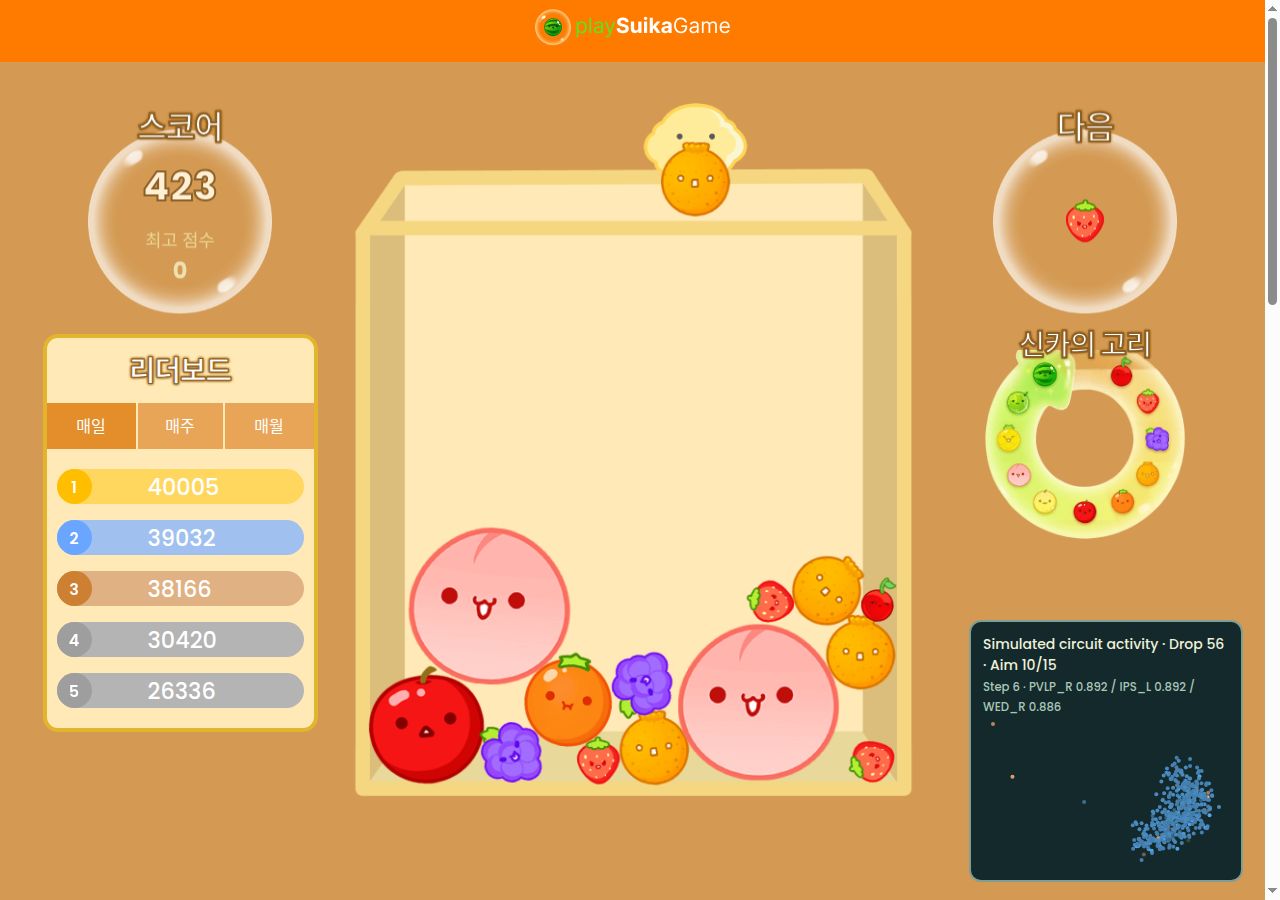 playSuikaGame
스코어
423
최고 점수
0
리더보드
매일
매주
매월
1 40005
2 39032
3 38166
4 30420
5 26336
다음
신카의 고리
Simulated circuit activity · Drop 56
· Aim 10/15
Step 6 · PVLP_R 0.892 / IPS_L 0.892 /
WED_R 0.886